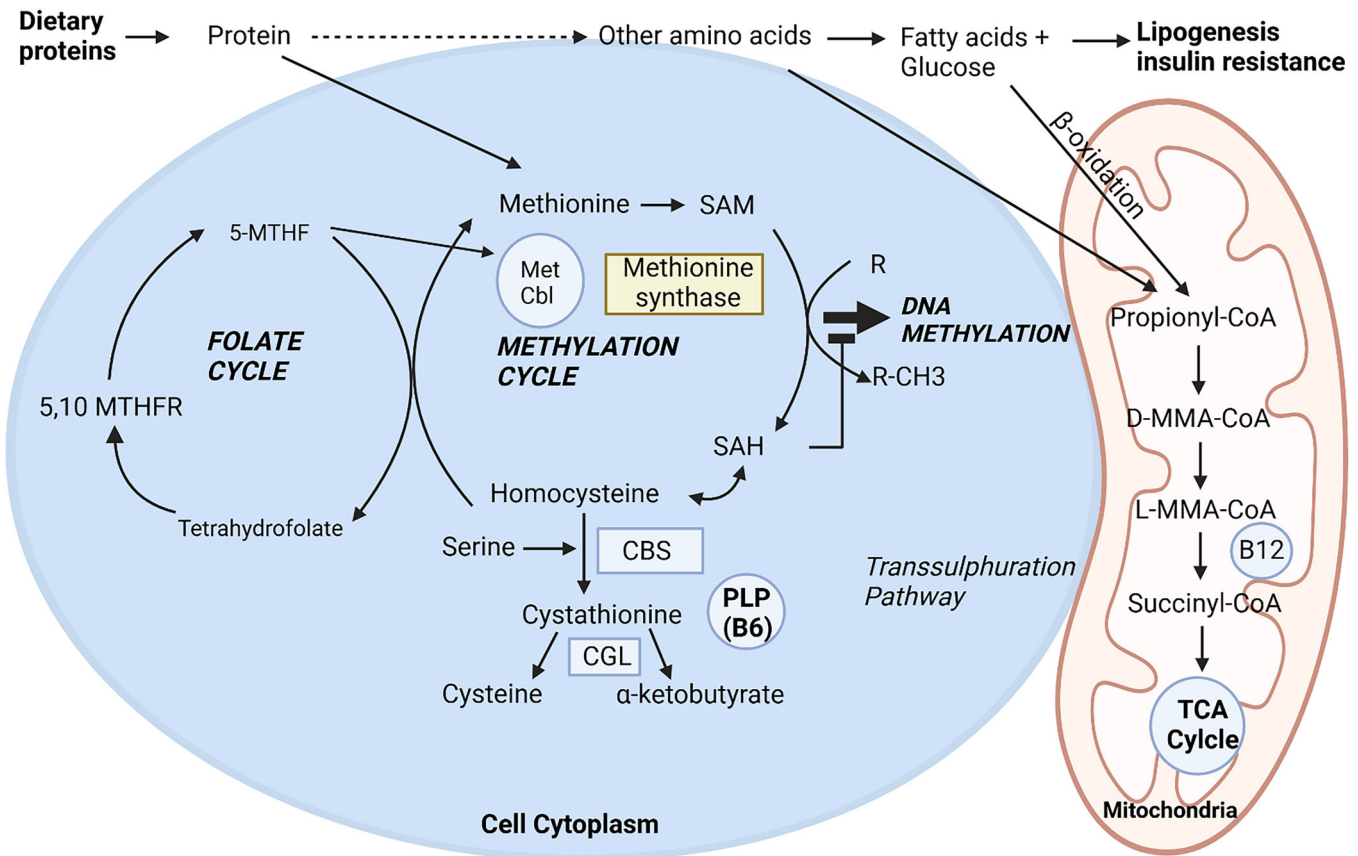 Dietary
proteins
Protein
Other amino acids
Fatty acids +
Glucose
Lipogenesis
insulin resistance
β-oxidation
Methionine
SAM
5-MTHF
Met
Cbl
Methionine
synthase
R
DNA
METHYLATION
FOLATE
CYCLE
METHYLATION
CYCLE
R-CH3
5,10 MTHFR
SAH
Homocysteine
Tetrahydrofolate
Serine
CBS
Transsulphuration
Pathway
Cystathionine
PLP
(B6)
CGL
Cysteine
α-ketobutyrate
Cell Cytoplasm
Propionyl-CoA
D-MMA-CoA
L-MMA-CoA
B12
Succinyl-CoA
TCA
Cylcle
Mitochondria